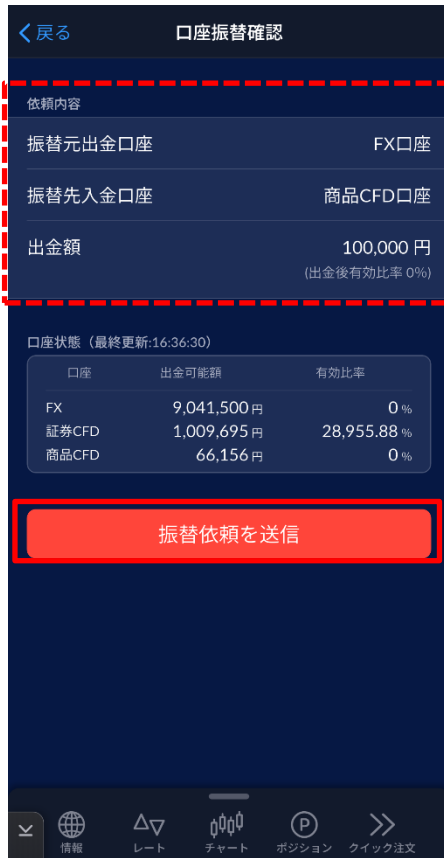 戻る 口座振替確認
依頼内容
振替元出金口座 FX口座
振替先入金口座 商品CFD口座
出金額 100,000 円
(出金後有効比率 0%)
口座状態（最終更新:16:36:30）
口座 出金可能額 有効比率
FX 9,041,500 円 0 %
証券CFD 1,009,695 円 28,955.88 %
商品CFD 66,156 円 0 %
振替依頼を送信
情報 レート チャート ポジション クイック注文